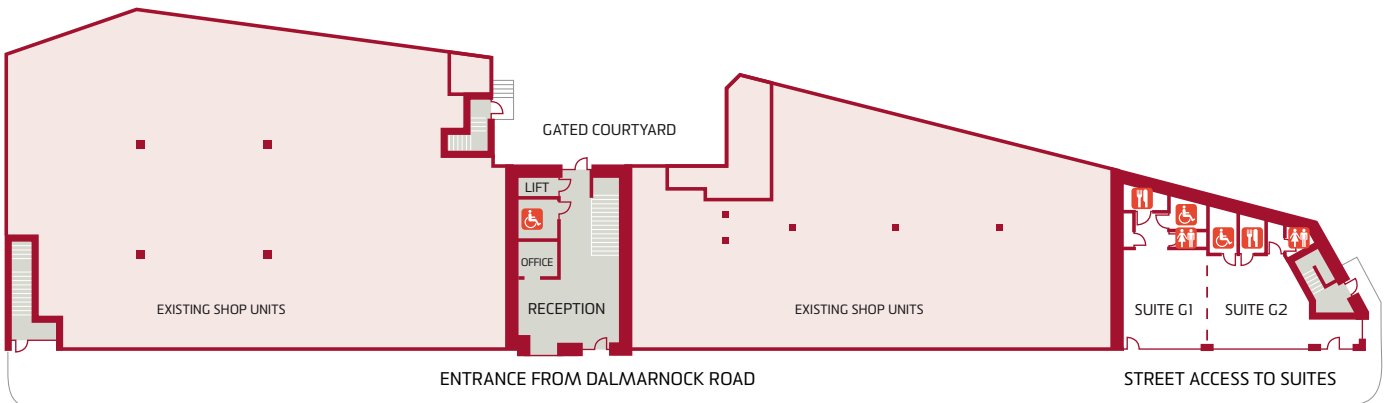 GATED COURTYARD
LIFT
OFFICE
EXISTING SHOP UNITS
RECEPTION
EXISTING SHOP UNITS
SUITE G1
SUITE G2
ENTRANCE FROM DALMARNOCK ROAD
STREET ACCESS TO SUITES